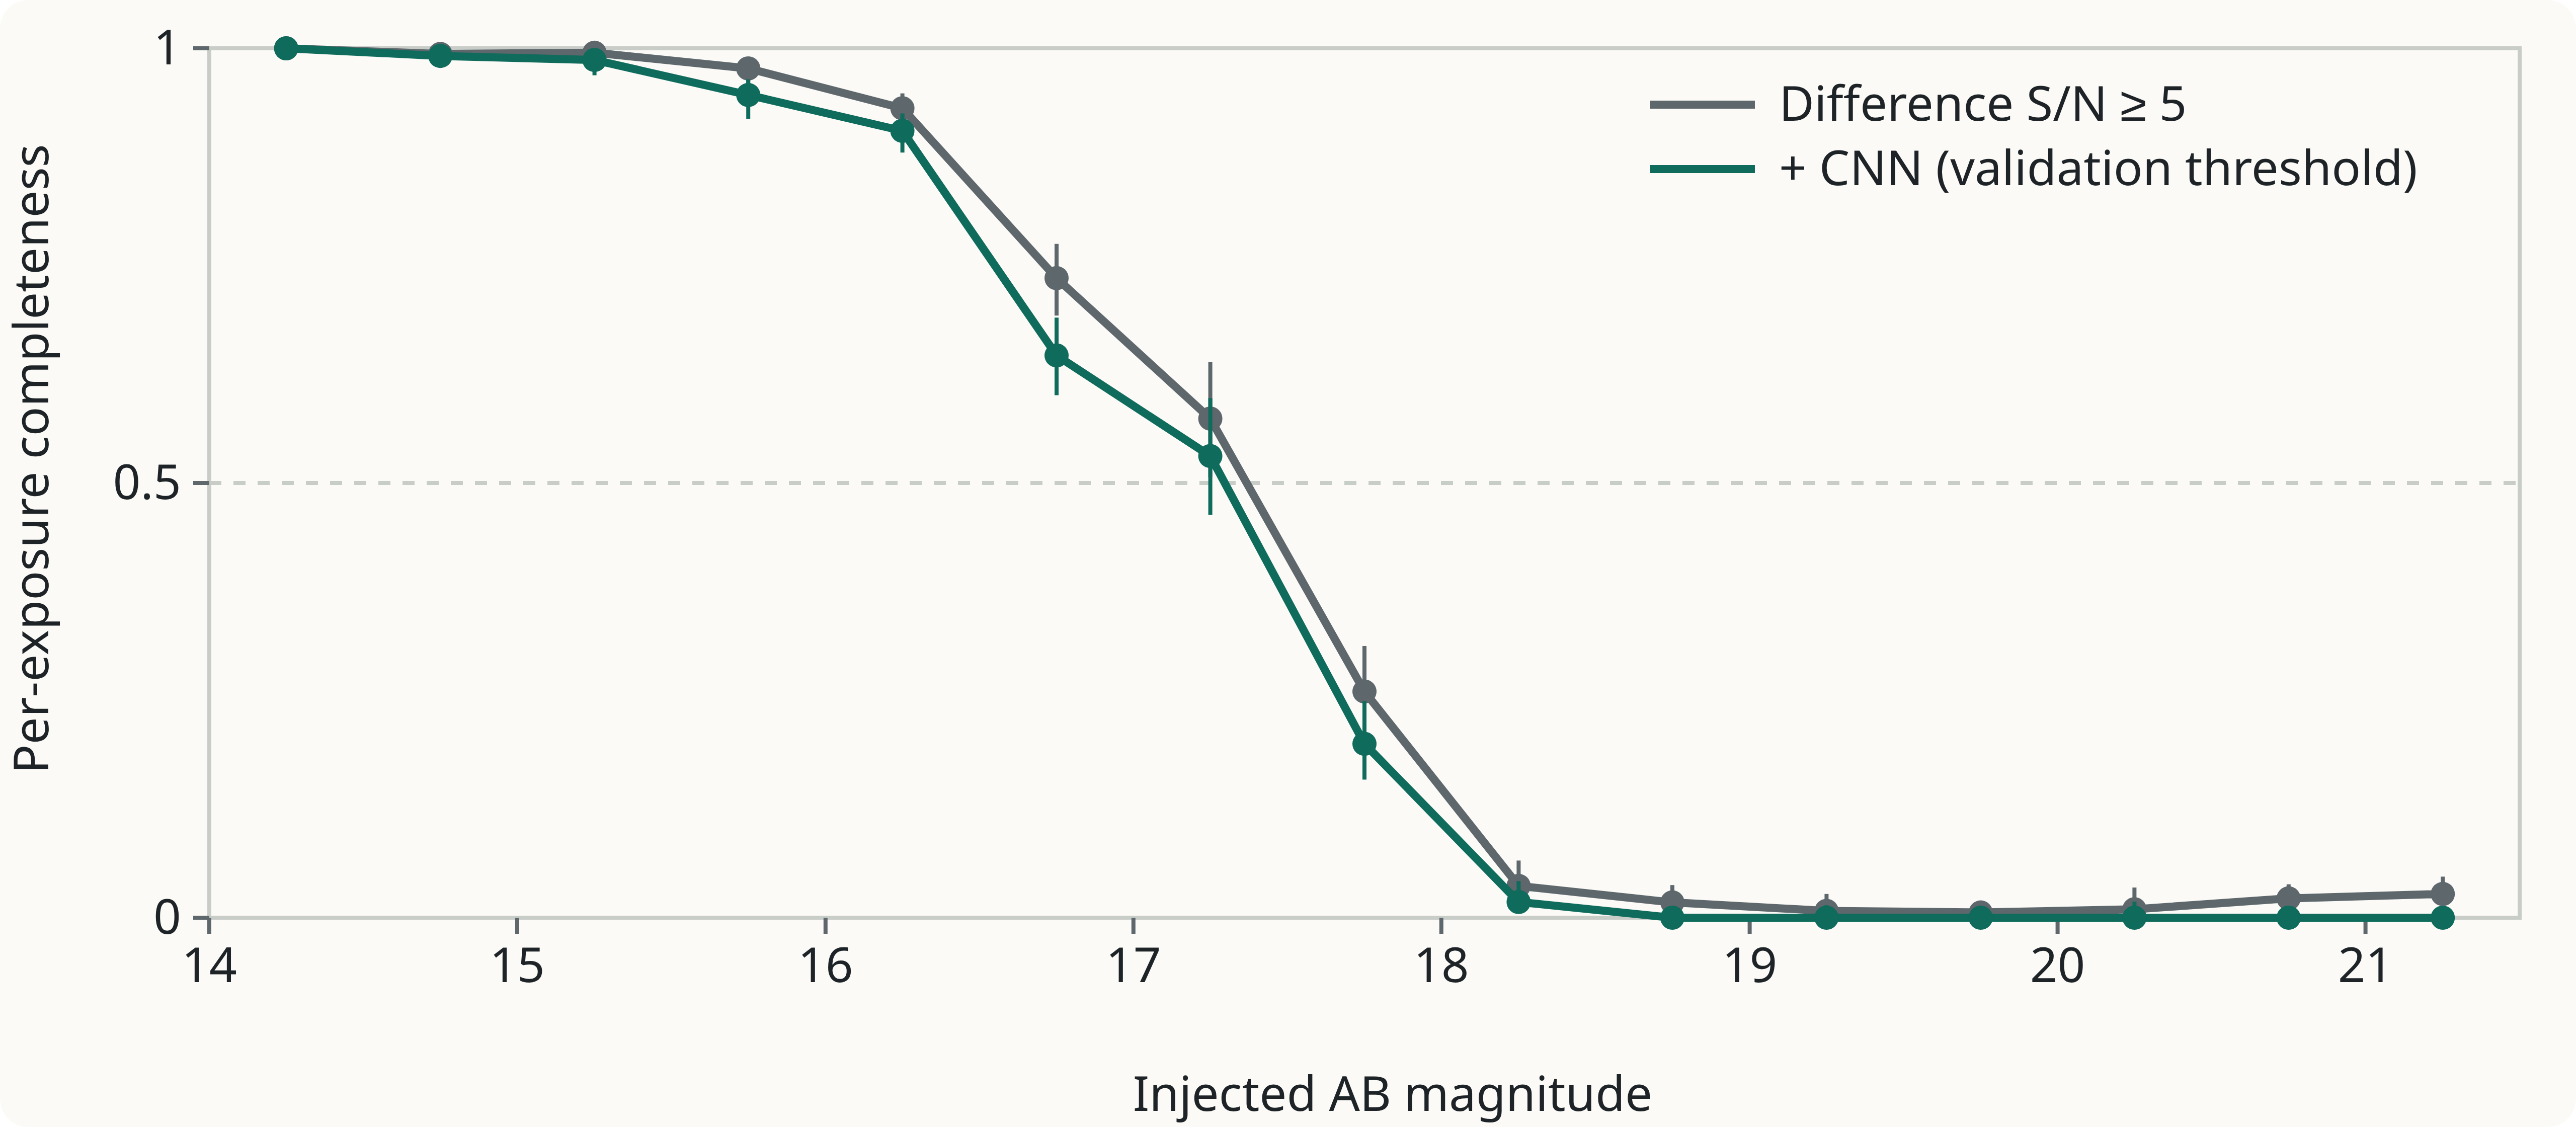 Difference S/N ≥ 5
+ CNN (validation threshold)
Per-exposure completeness
1
0.5
0
14 15 16 17 18 19 20 21
Injected AB magnitude